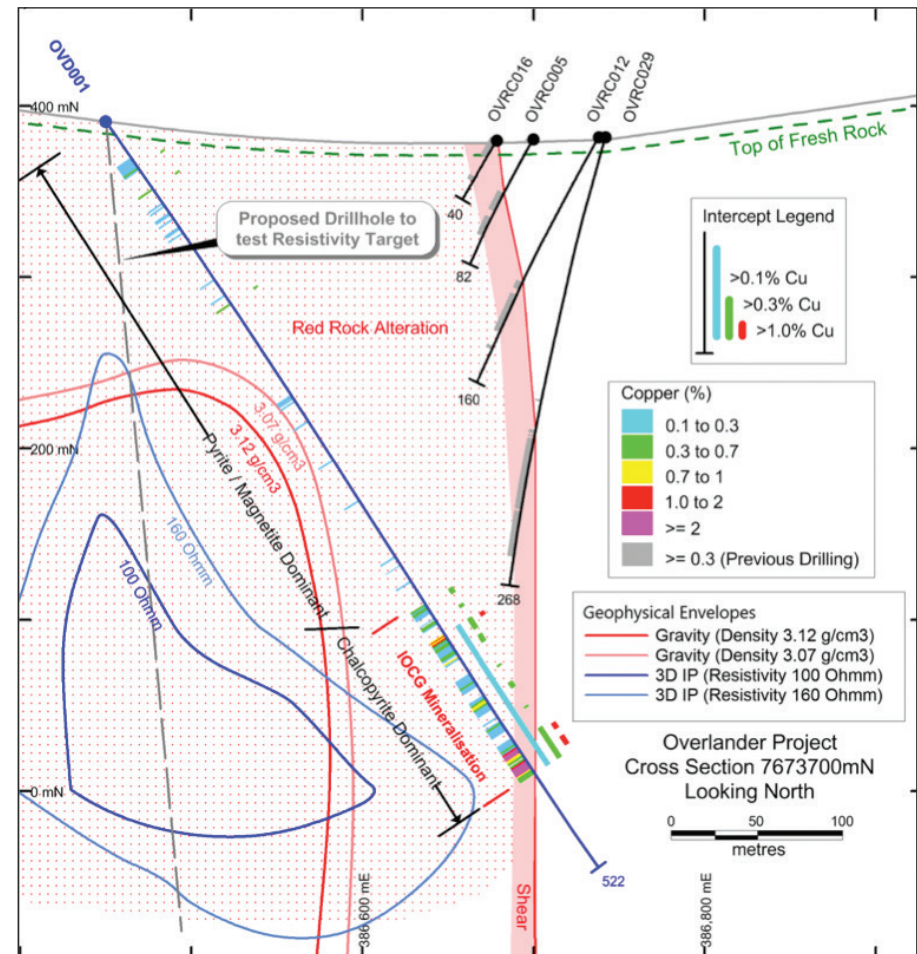 OVD001
OVRC016
OVRC005
OVRC012
OVRC029
400 mN
Top of Fresh Rock
40
82
160
268
Proposed Drillhole to
test Resistivity Target
Intercept Legend
>0.1% Cu
>0.3% Cu
>1.0% Cu
Red Rock Alteration
Copper (%)
0.1 to 0.3
0.3 to 0.7
0.7 to 1
1.0 to 2
>= 2
>= 0.3 (Previous Drilling)
3.07 g/cm3
3.12 g/cm3
200 mN
Pyrite / Magnetite Dominant
160 Ohmm
100 Ohmm
Chalcopyrite Dominant
IOCG Mineralisation
Geophysical Envelopes
Gravity (Density 3.12 g/cm3)
Gravity (Density 3.07 g/cm3)
3D IP (Resistivity 100 Ohmm)
3D IP (Resistivity 160 Ohmm)
Overlander Project
Cross Section 7673700mN
Looking North
0 50 100
metres
0 mN
522
Shear
386,600 mE
386,800 mE